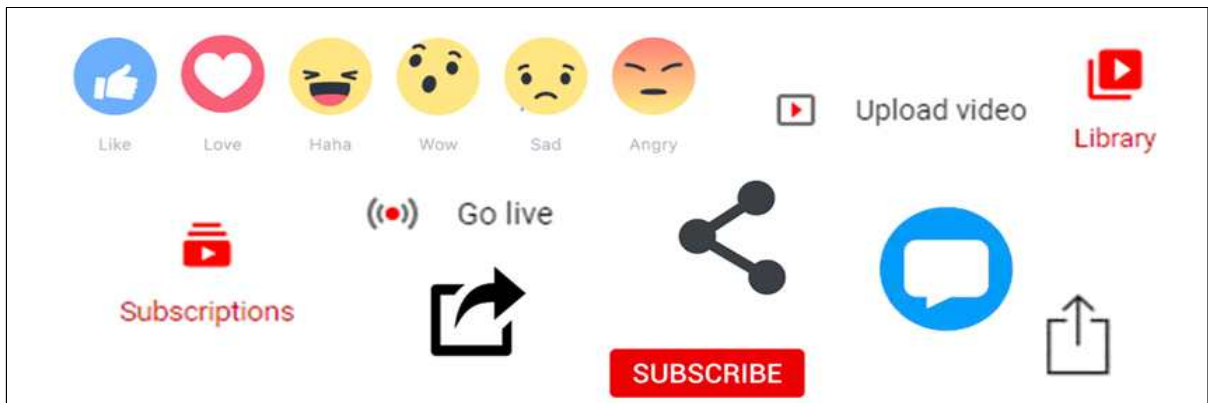 Like Love Haha Wow Sad Angry
Upload video
Library
Go live
Subscriptions
SUBSCRIBE